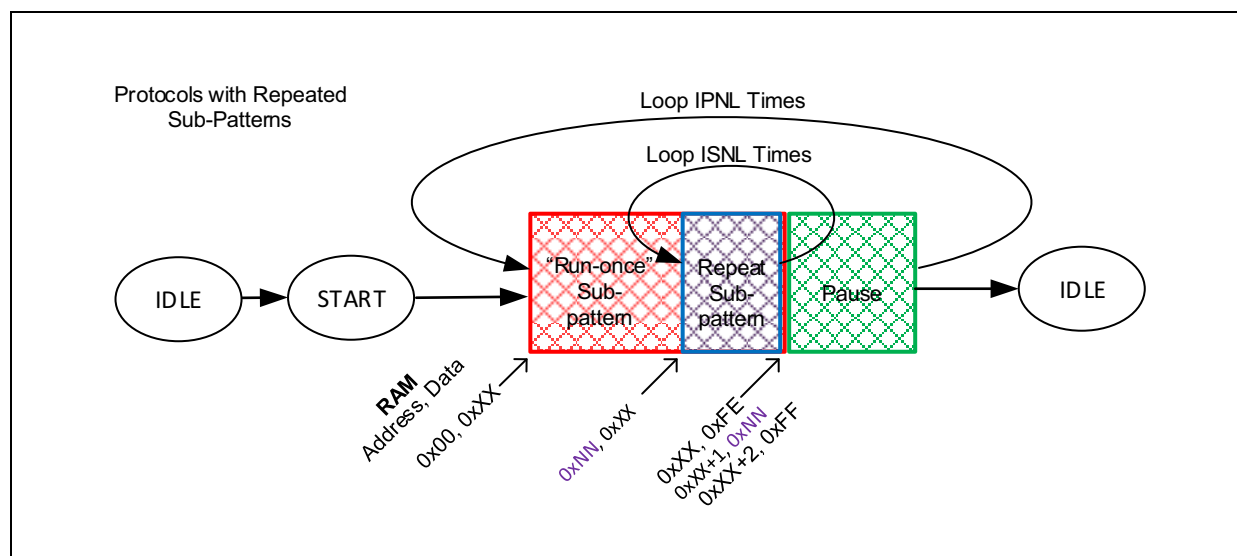 Protocols with Repeated
Sub-Patterns
Loop IPNL Times
Loop ISNL Times
IDLE
START
“Run-once”
Sub-
pattern
Repeat
Sub-
pattern
Pause
IDLE
RAM
Address, Data
0x00, 0xXX
0xNN, 0xXX
0xXX, 0xFE
0xXX+1, 0xNN
0xXX+2, 0xFF